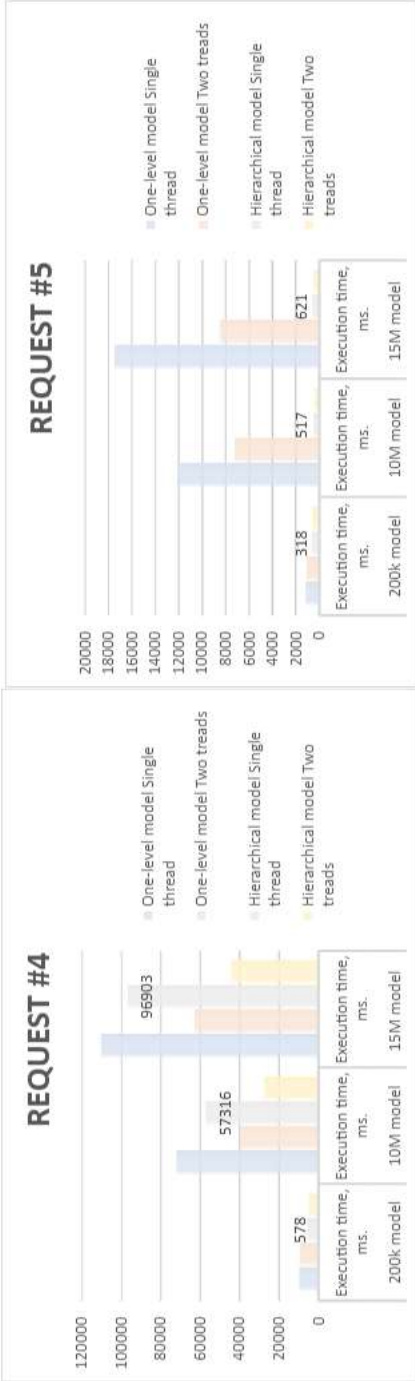 REQUEST #4
120000
100000
80000
60000
40000
20000
0
578
57316
96903
Execution time, ms.
Execution time, ms.
Execution time, ms.
200k model
10M model
15M model
One-level model Single
thread
One-level model Two treads
Hierarchical model Single
thread
Hierarchical model Two
treads
REQUEST #5
20000
18000
16000
14000
12000
10000
8000
6000
4000
2000
0
318
517
621
Execution time, ms.
Execution time, ms.
Execution time, ms.
200k model
10M model
15M model
One-level model Single
thread
One-level model Two treads
Hierarchical model Single
thread
Hierarchical model Two
treads